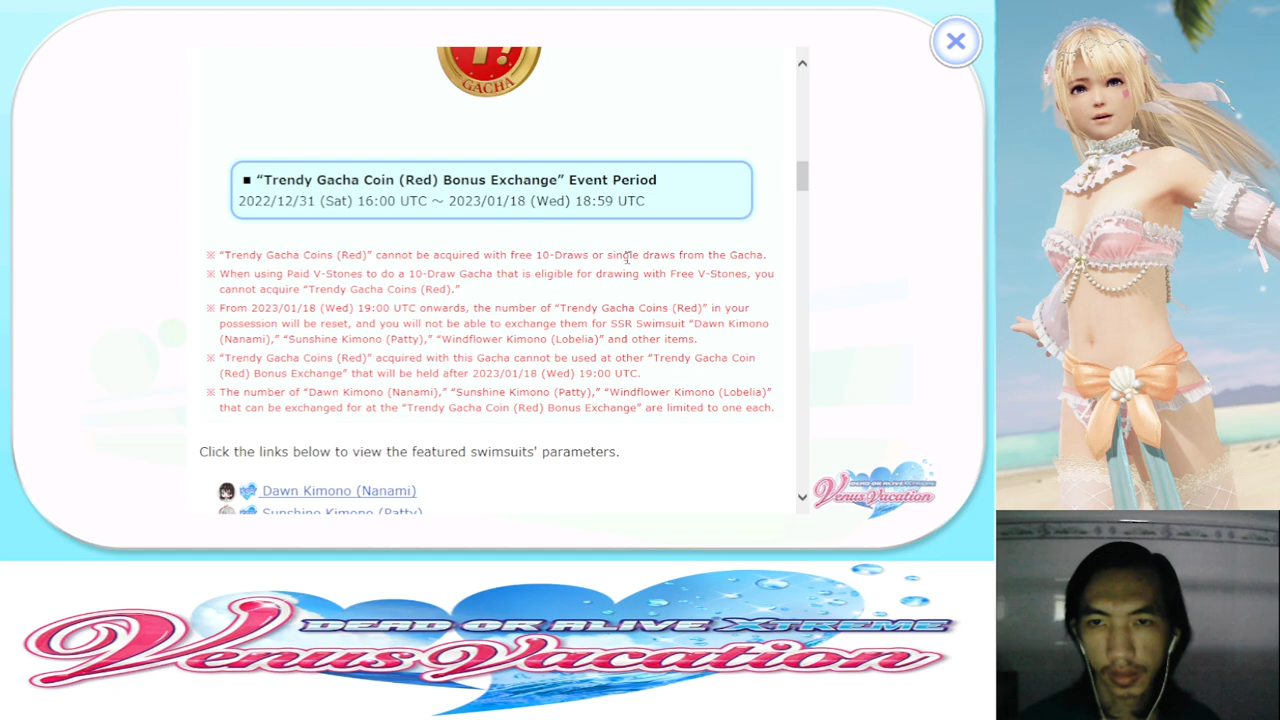 GACHA
■ “Trendy Gacha Coin (Red) Bonus Exchange” Event Period
2022/12/31 (Sat) 16:00 UTC ～ 2023/01/18 (Wed) 18:59 UTC
※ “Trendy Gacha Coins (Red)” cannot be acquired with free 10-Draws or single draws from the Gacha.
※ When using Paid V-Stones to do a 10-Draw Gacha that is eligible for drawing with Free V-Stones, you
cannot acquire “Trendy Gacha Coins (Red).”
※ From 2023/01/18 (Wed) 19:00 UTC onwards, the number of “Trendy Gacha Coins (Red)” in your
possession will be reset, and you will not be able to exchange them for SSR Swimsuit “Dawn Kimono
(Nanami),” “Sunshine Kimono (Patty),” “Windflower Kimono (Lobelia)” and other items.
※ “Trendy Gacha Coins (Red)” acquired with this Gacha cannot be used at other “Trendy Gacha Coin
(Red) Bonus Exchange” that will be held after 2023/01/18 (Wed) 19:00 UTC.
※ The number of “Dawn Kimono (Nanami),” “Sunshine Kimono (Patty),” “Windflower Kimono (Lobelia)”
that can be exchanged for at the “Trendy Gacha Coin (Red) Bonus Exchange” are limited to one each.
Click the links below to view the featured swimsuits' parameters.
Dawn Kimono (Nanami)
Sunshine Kimono (Patty)
DEAD OR ALIVE XTREME
Venus Vacation
DEAD OR ALIVE XTREME
Venus Vacation